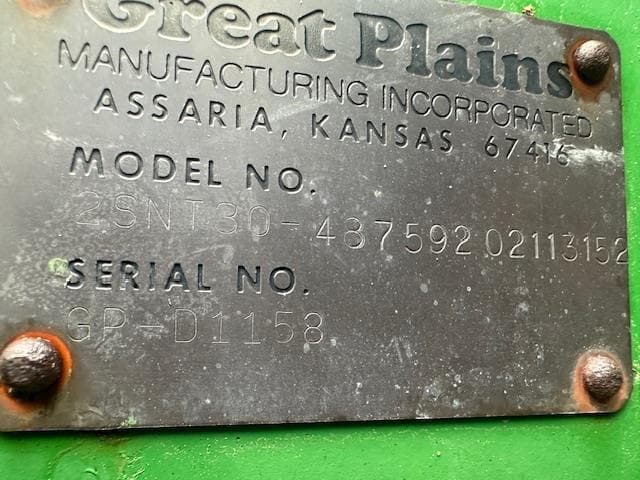 Great Plains
MANUFACTURING INCORPORATED
ASSARIA, KANSAS 67416
MODEL NO.
2SNT30-487592 02113152
SERIAL NO.
GP-D1158